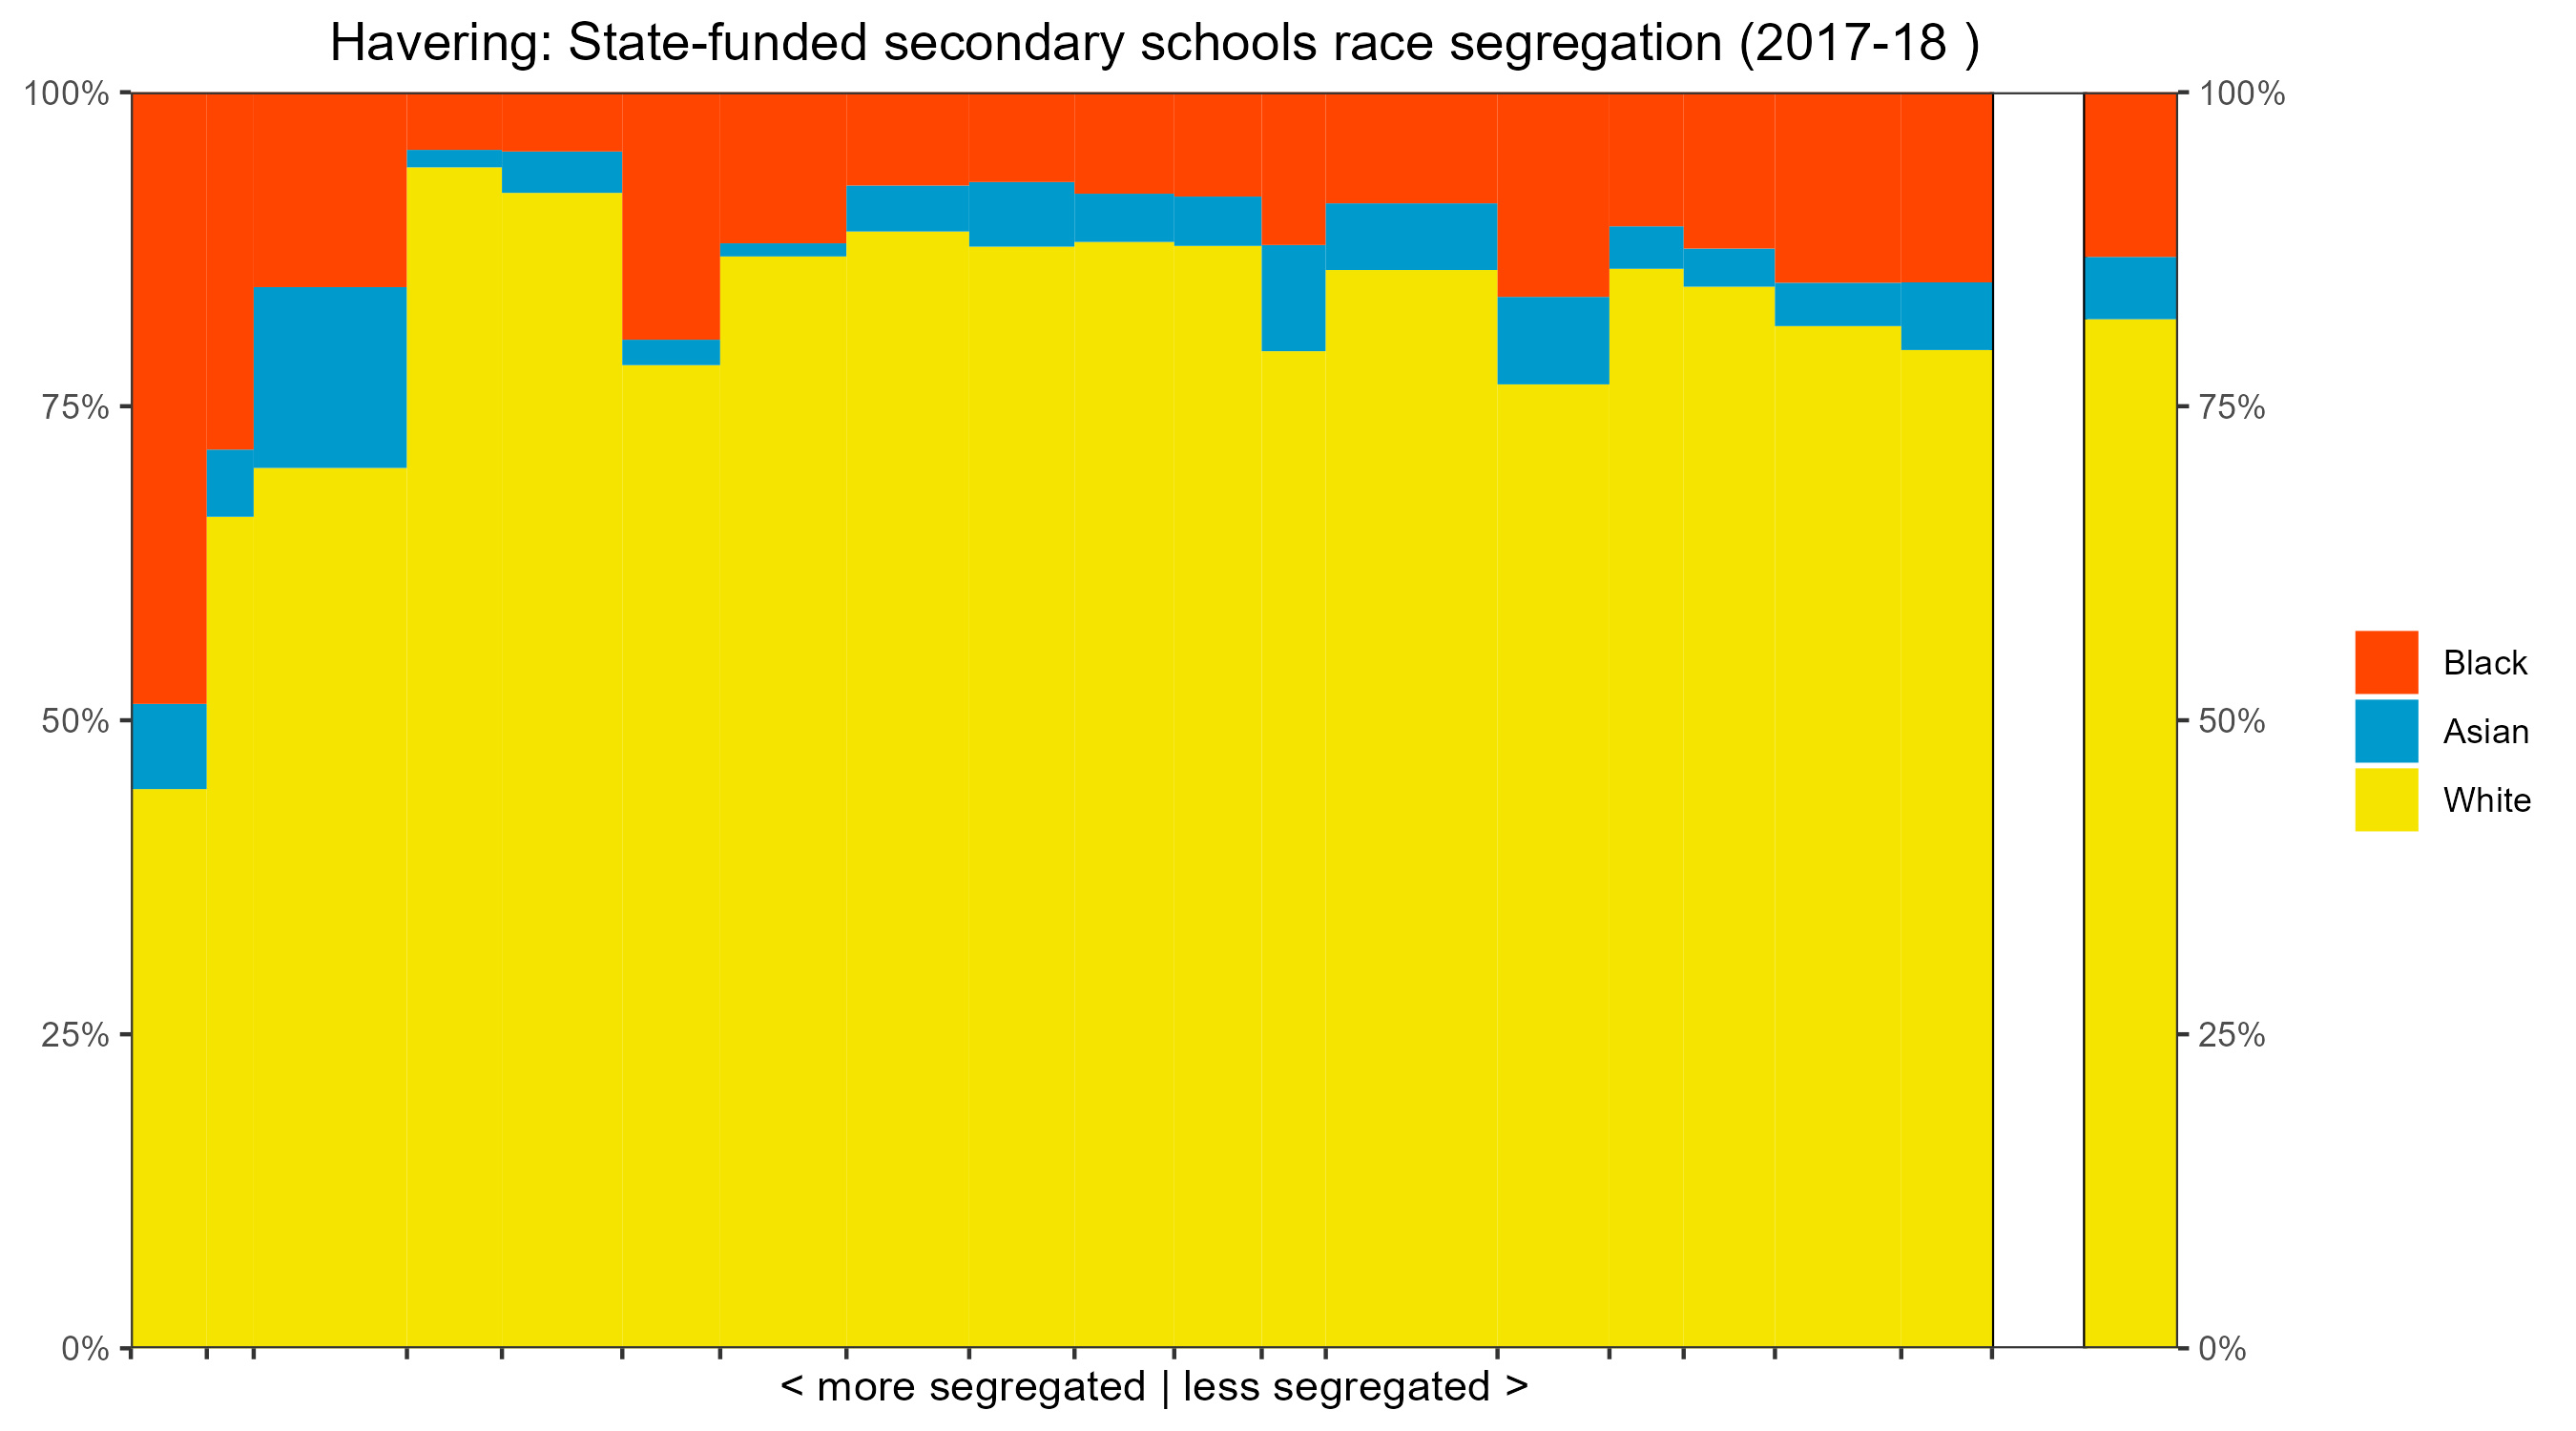 Havering: State-funded secondary schools race segregation (2017-18 )
100%
75%
50%
25%
0%
100%
75%
50%
25%
0%
Black
Asian
White
< more segregated | less segregated >